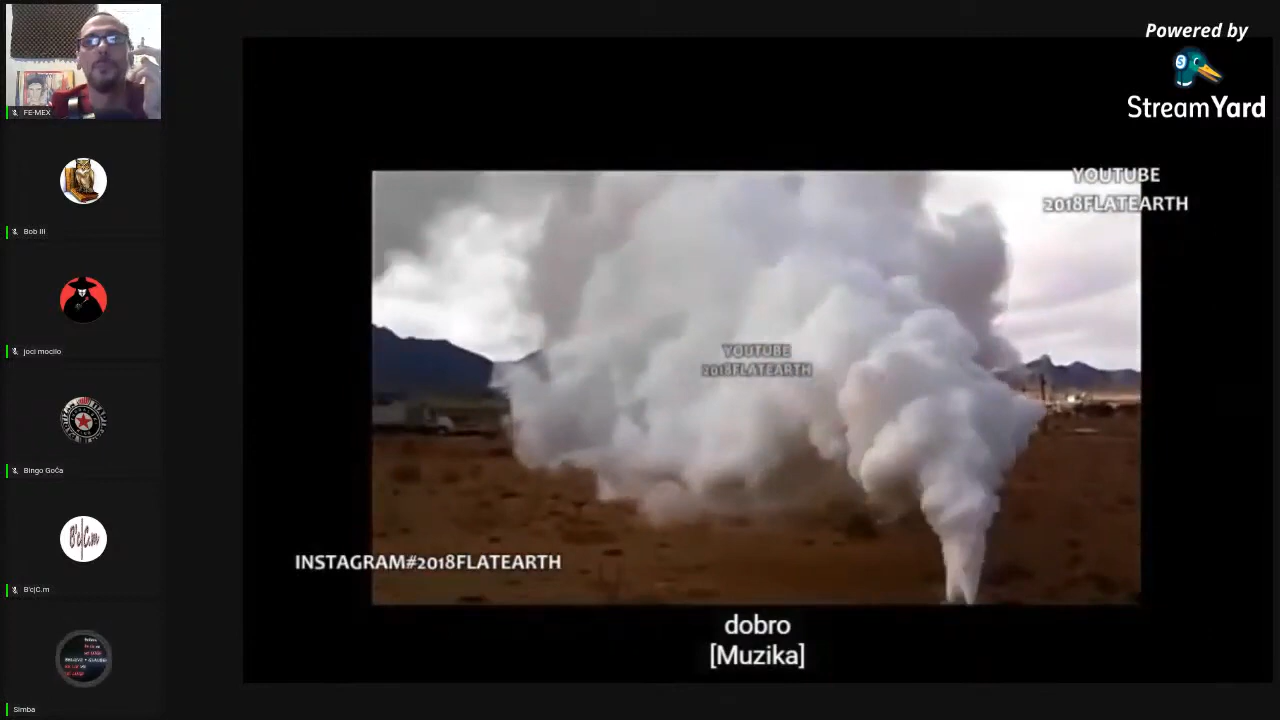 Powered by
StreamYard
FE-MEX
Bob III
joci mocilo
Bingo Goča
B'c|C.m
B'c|C.m
Simba
YOUTUBE
2018FLATEARTH
YOUTUBE
2018FLATEARTH
INSTAGRAM#2018FLATEARTH
dobro
[Muzika]